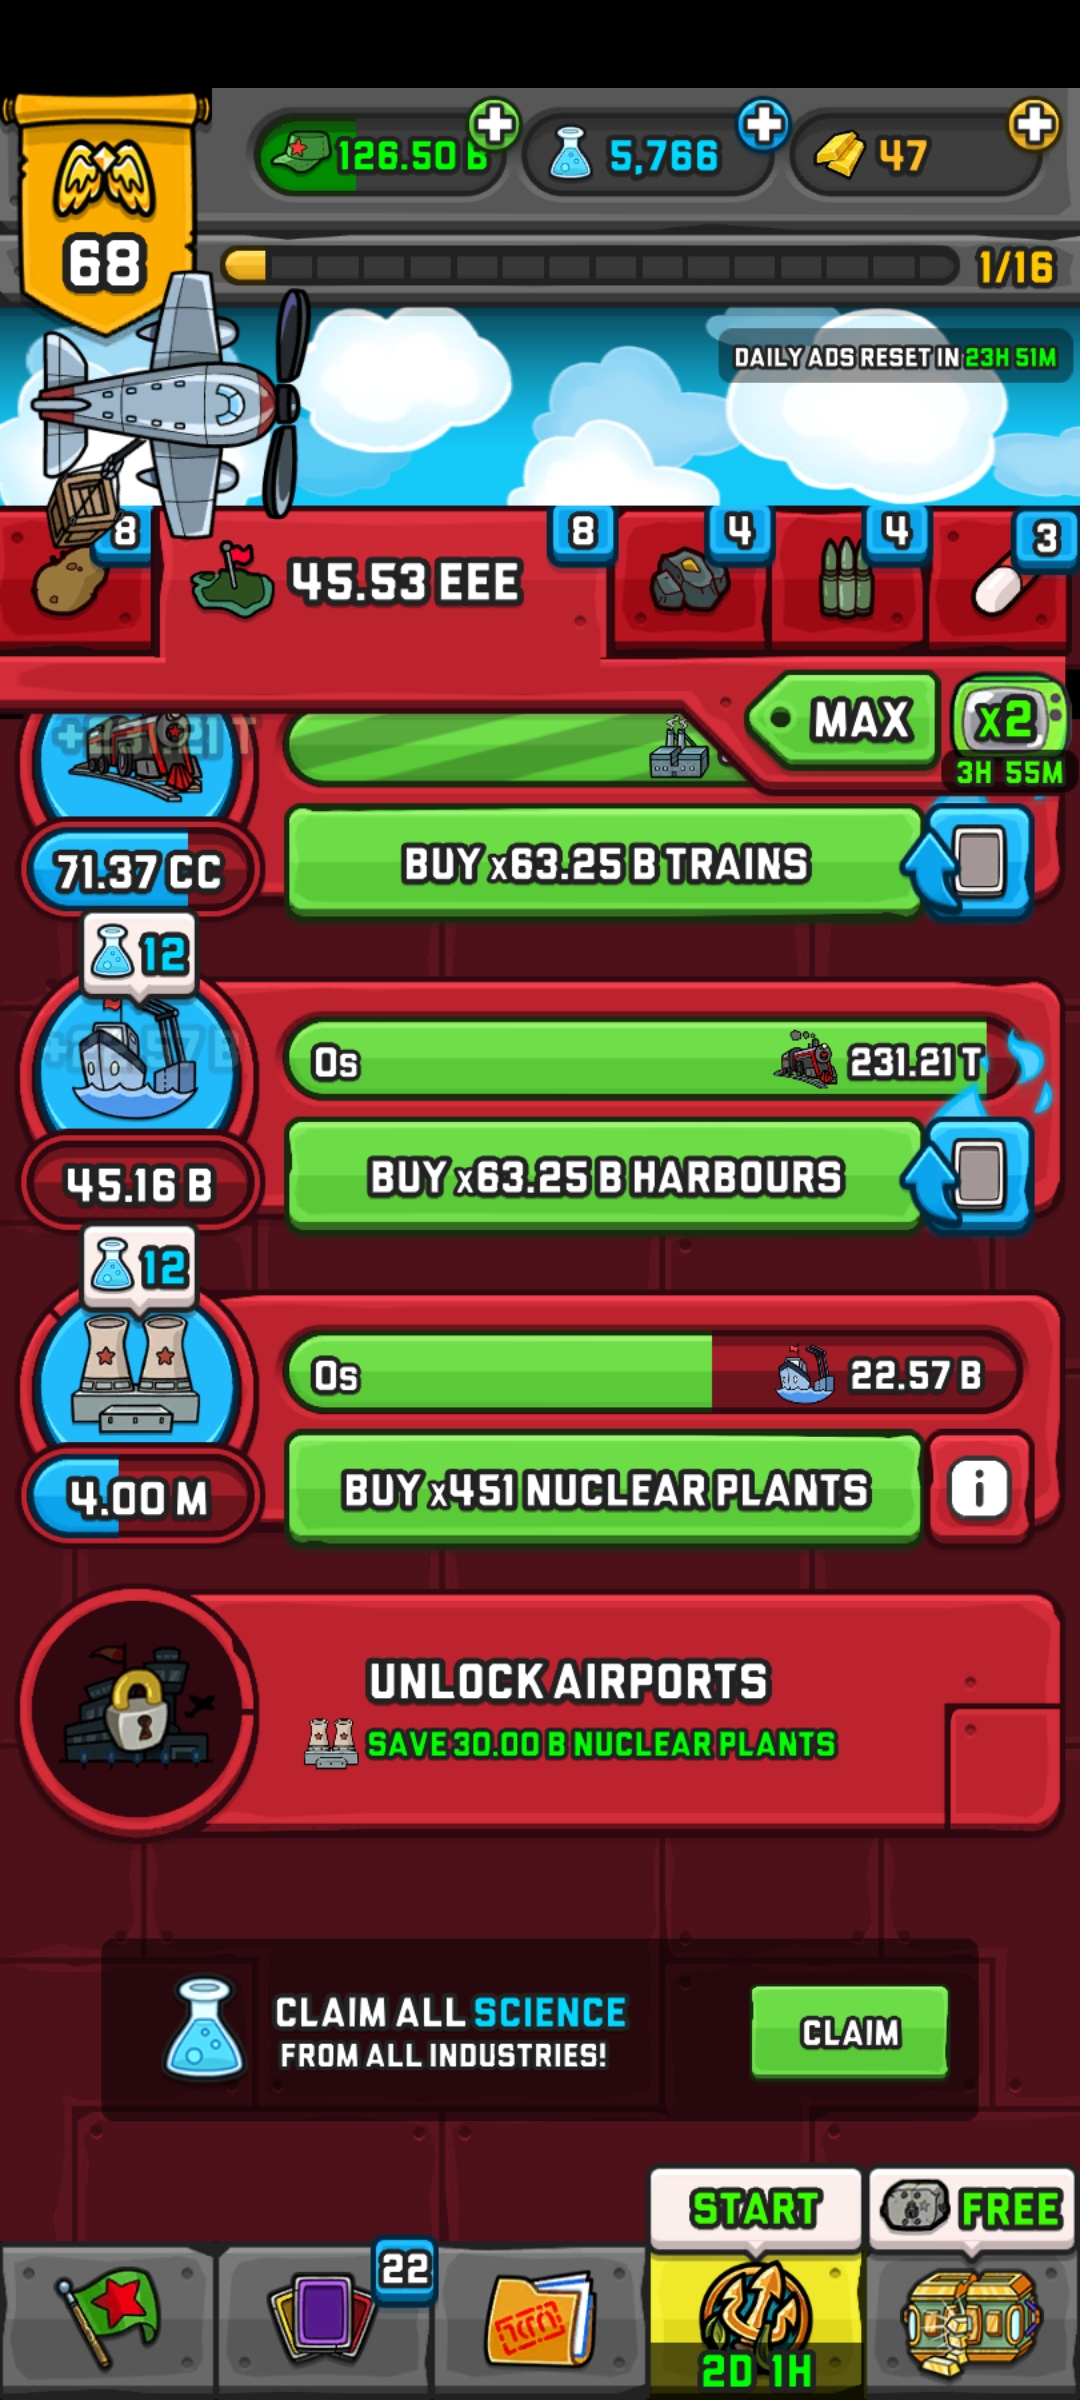 126.50 B
5,766
47
68
1/16
DAILY ADS RESET IN 23H 51M
8
45.53 EEE
8
4
4
3
MAX
x2
3H 55M
71.37 CC
BUY x63.25 B TRAINS
12
0s
231.21 T
45.16 B
BUY x63.25 B HARBOURS
12
0s
22.57 B
4.00 M
BUY x451 NUCLEAR PLANTS
i
UNLOCK AIRPORTS
SAVE 30.00 B NUCLEAR PLANTS
CLAIM ALL SCIENCE
FROM ALL INDUSTRIES!
CLAIM
START
FREE
22
2D 1H